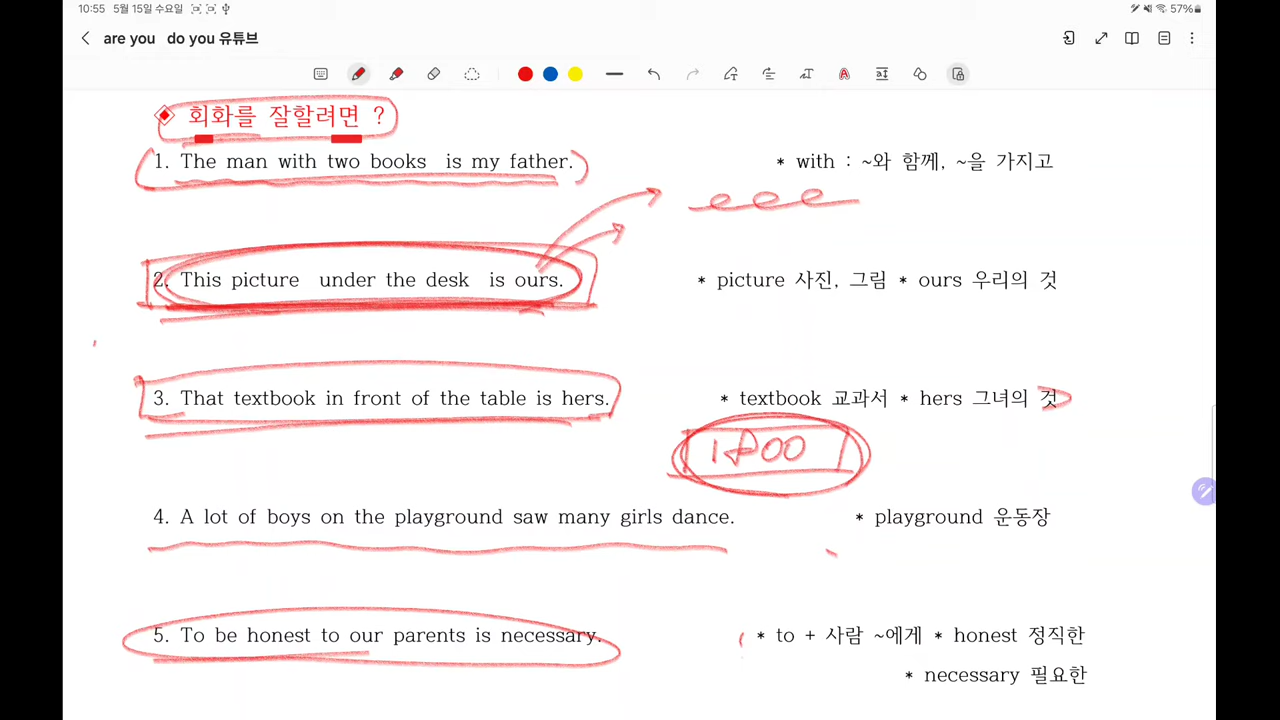 10:55 5월 15일 수요일 57%
are you do you 유튜브
회화를 잘할려면 ?
1. The man with two books is my father. * with : ~와 함께, ~을 가지고
2. This picture under the desk is ours. * picture 사진, 그림 * ours 우리의 것
3. That textbook in front of the table is hers. * textbook 교과서 * hers 그녀의 것
1800
4. A lot of boys on the playground saw many girls dance. * playground 운동장
5. To be honest to our parents is necessary. * to + 사람 ~에게 * honest 정직한
* necessary 필요한